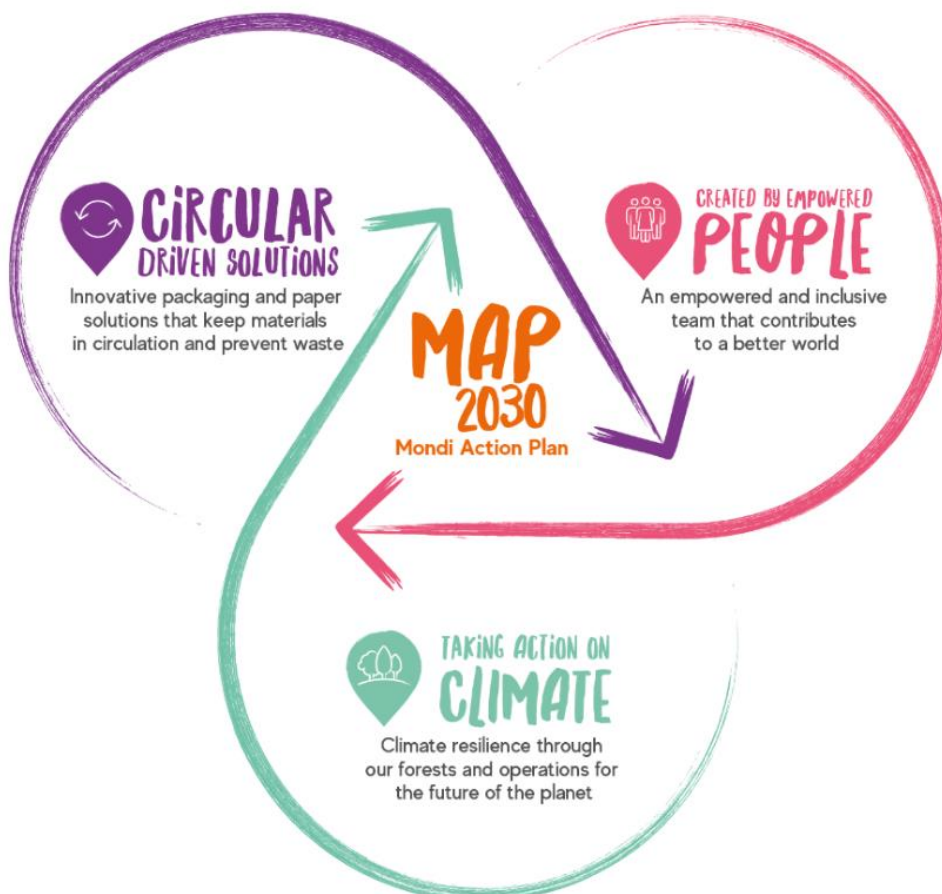 CiRCULAR
DRiVEN SOLUTiONS
Innovative packaging and paper
solutions that keep materials
in circulation and prevent waste
CREATED BY EMPOWERED
PEOPLE
An empowered and inclusive
team that contributes
to a better world
MAP
2030
Mondi Action Plan
TAKiNG ACTiON ON
CLiMATE
Climate resilience through
our forests and operations for
the future of the planet